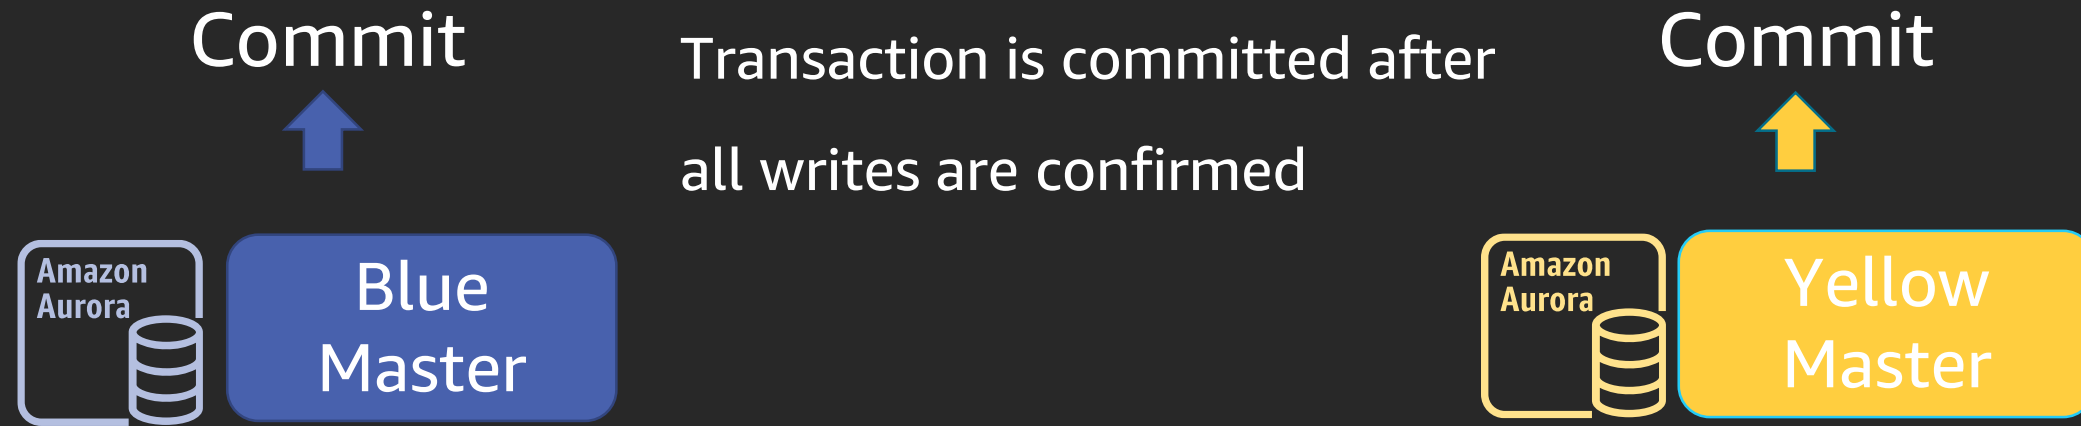 Commit
Transaction is committed after
all writes are confirmed
Commit
Amazon
Aurora
Blue
Master
Amazon
Aurora
Yellow
Master